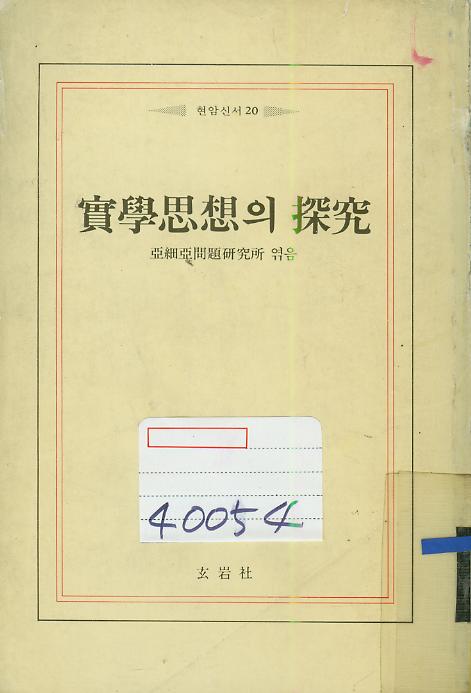 현암신서 20
實學思想의 探究
亞細亞問題硏究所 엮음
40054
玄岩社